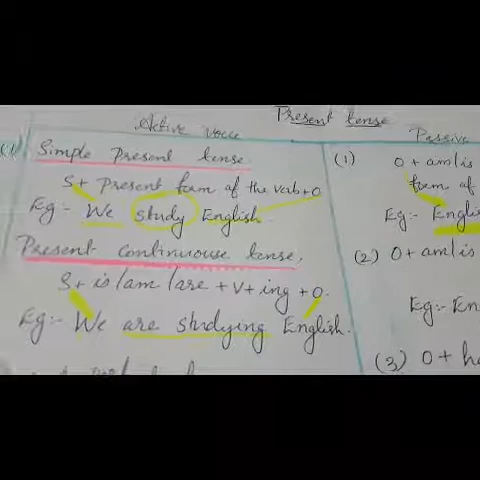 Present tense
Active voice
Passive
(1) Simple present tense
S + present form of the verb + O
Eg:- We study English
Present continuouse tense.
S + is/am/are + V + ing + O.
Eg:- We are studying English.
(1) O + am/is
form of
Eg:- Engli
(2) O + am/is
Eg:- En
(3) O + ha